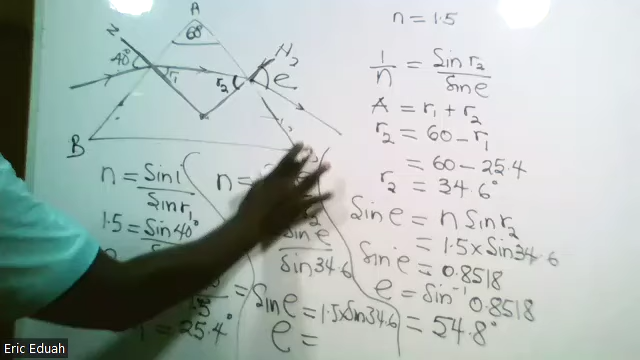 A
60°
N
40°
r₁
r₂
N₂
e
B
n = Sin i / Sin r₁
1.5 = Sin 40°
= 25.4°
n =
Sin e / Sin 34.6
Sin e = 1.5 x Sin 34.6
e =
n = 1.5
1/n = Sin r₂ / Sin e
A = r₁ + r₂
r₂ = 60 - r₁
= 60 - 25.4
r₂ = 34.6°
Sin e = n Sin r₂
= 1.5 x Sin 34.6
Sin e = 0.8518
e = Sin⁻¹ 0.8518
= 54.8°
Eric Eduah